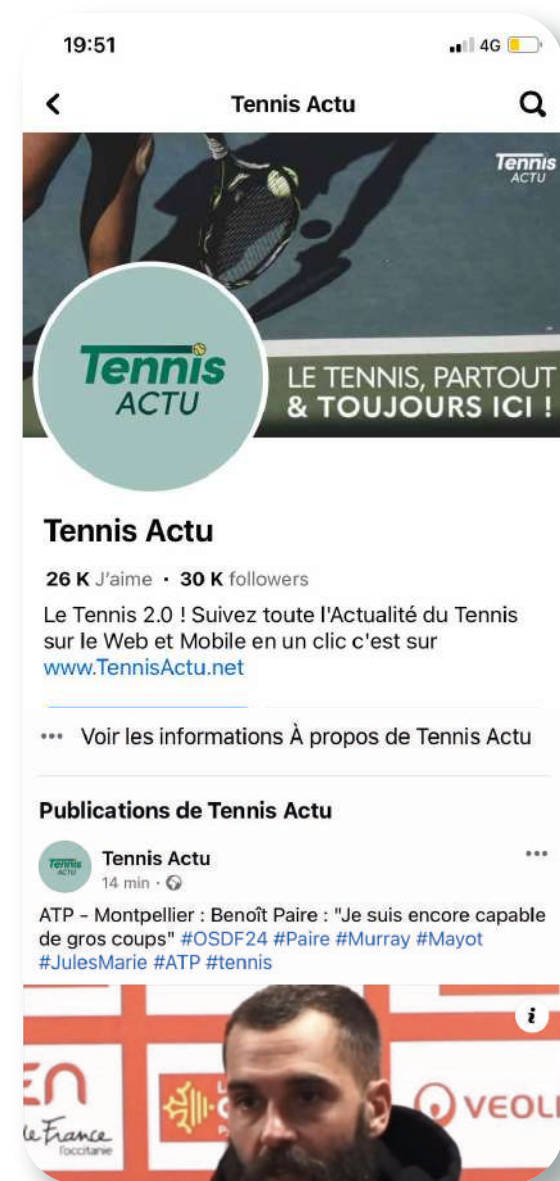 19:51
4G
Tennis Actu
Tennis
ACTU
Tennis
ACTU
LE TENNIS, PARTOUT
& TOUJOURS ICI !
Tennis Actu
26 K J'aime · 30 K followers
Le Tennis 2.0 ! Suivez toute l'Actualité du Tennis
sur le Web et Mobile en un clic c'est sur
www.TennisActu.net
••• Voir les informations À propos de Tennis Actu
Publications de Tennis Actu
Tennis
ACTU
Tennis Actu
•••
14 min ·
ATP - Montpellier : Benoît Paire : "Je suis encore capable
de gros coups" #OSDF24 #Paire #Murray #Mayot
#JulesMarie #ATP #tennis
i
de France
l'occitanie
VEOLI